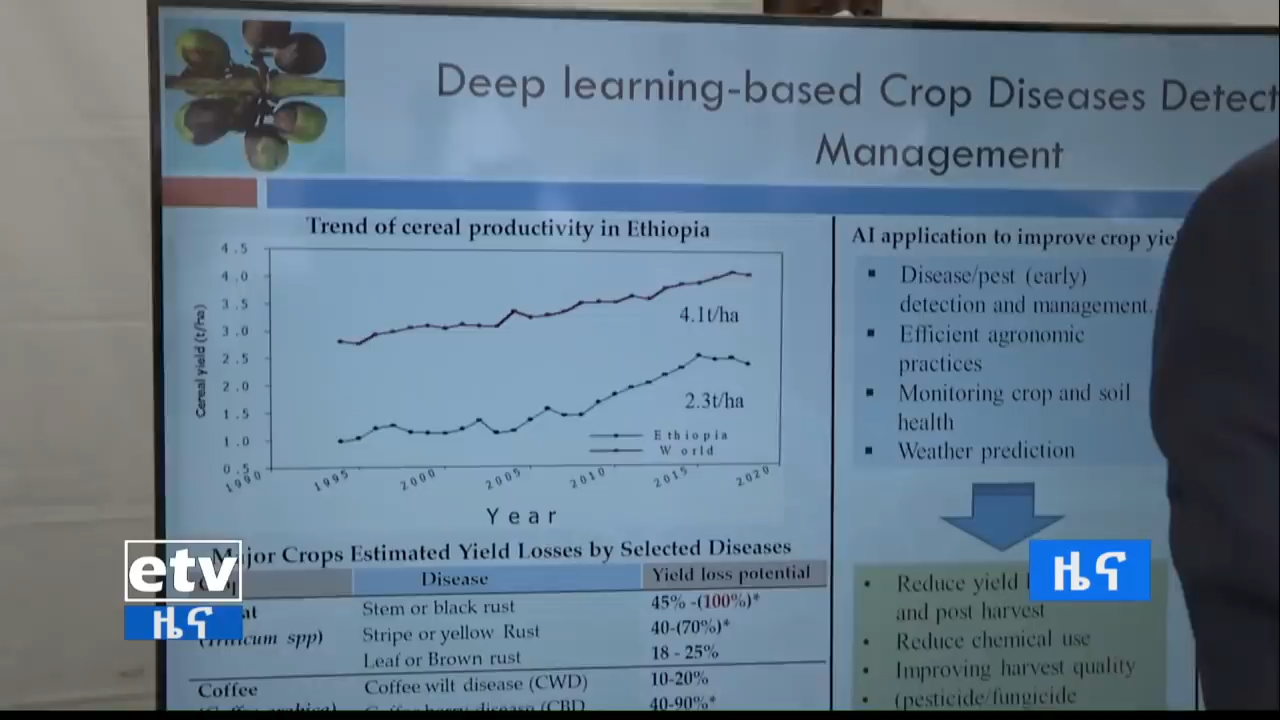 Deep learning-based Crop Diseases
Management
Trend of cereal productivity in Ethiopia
Cereal yield (t/ha)
4.5
4.0
3.5
3.0
2.5
2.0
1.5
1.0
0.5
4.1t/ha
2.3t/ha
Ethiopia
World
1990
1995
2000
2005
2010
2015
2020
Year
AI application to improve crop
▪ Disease/pest (early)
detection and management.
▪ Efficient agronomic
practices
▪ Monitoring crop and soil
health
▪ Weather prediction
• Reduce yield
and post harvest
• Reduce chemical use
• Improving harvest quality
• (pesticide/fungicide
Major Crops Estimated Yield Losses by Selected Diseases
Disease
Yield loss potential
Stem or black rust
45% -(100%)*
spp)
Stripe or yellow Rust
40-(70%)*
Leaf or Brown rust
18 - 25%
Coffee
Coffee wilt disease (CWD)
10-20%
40-90%*
etv
ዜና
ዜና